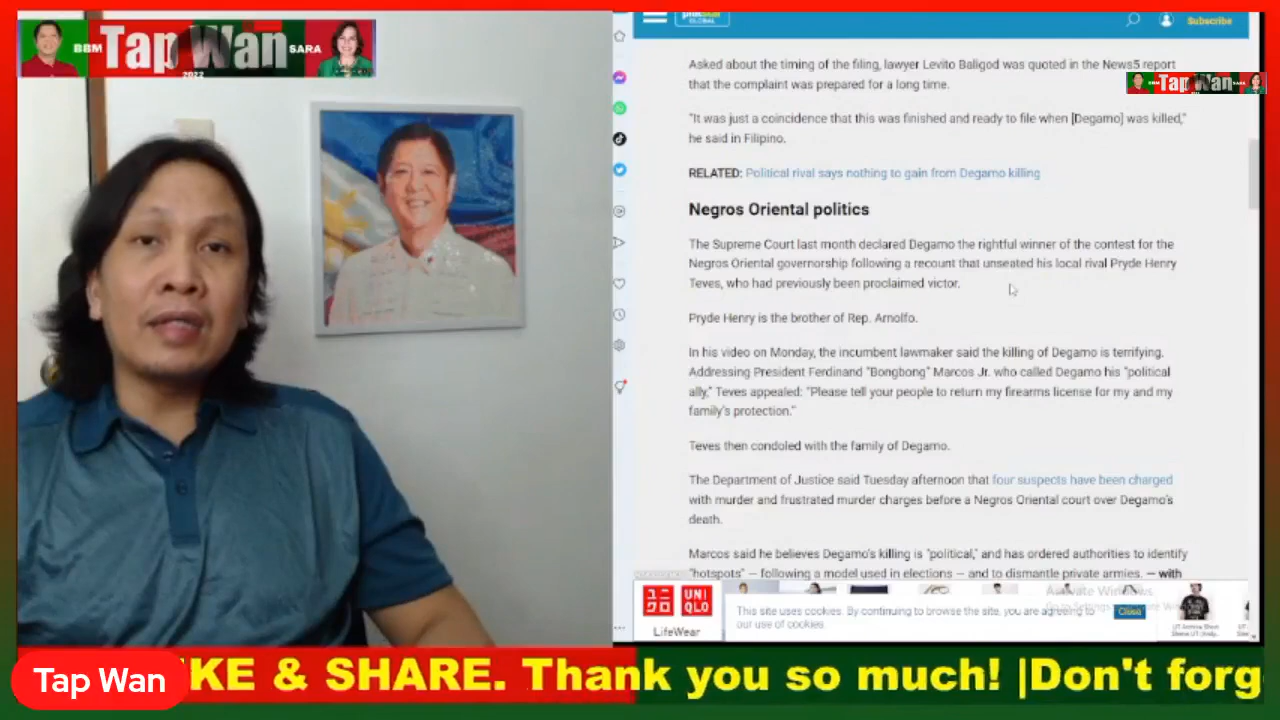 BBM Tap Wan SARA
2022
GLOBAL
Subscribe
Asked about the timing of the filing, lawyer Levito Baligod was quoted in the News5 report
that the complaint was prepared for a long time.
BBM Tap Wan SARA
"It was just a coincidence that this was finished and ready to file when [Degamo] was killed,"
he said in Filipino.
RELATED: Political rival says nothing to gain from Degamo killing
Negros Oriental politics
The Supreme Court last month declared Degamo the rightful winner of the contest for the
Negros Oriental governorship following a recount that unseated his local rival Pryde Henry
Teves, who had previously been proclaimed victor.
Pryde Henry is the brother of Rep. Arnolfo.
In his video on Monday, the incumbent lawmaker said the killing of Degamo is terrifying.
Addressing President Ferdinand "Bongbong" Marcos Jr. who called Degamo his "political
ally," Teves appealed: "Please tell your people to return my firearms license for my and my
family's protection."
Teves then condoled with the family of Degamo.
The Department of Justice said Tuesday afternoon that four suspects have been charged
with murder and frustrated murder charges before a Negros Oriental court over Degamo's
death.
Marcos said he believes Degamo's killing is "political," and has ordered authorities to identify
"hotspots" — following a model used in elections — and to dismantle private armies. — with
Activate Windows
UNI
QLO
LifeWear
This site uses cookies. By continuing to browse the site, you are agreeing to
our use of cookies.
Close
Tap Wan
IKE & SHARE. Thank you so much! |Don't forg